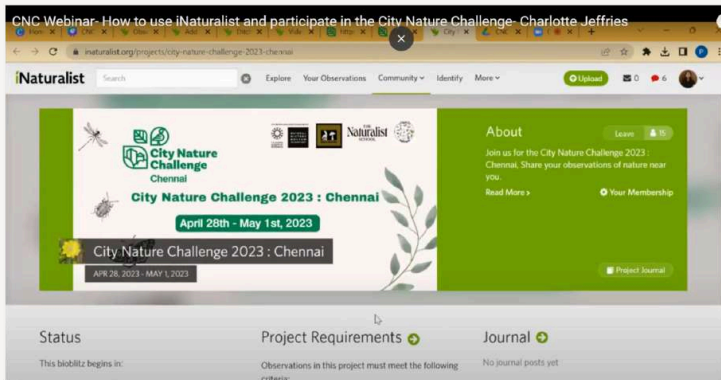 CNC Webinar- How to use iNaturalist and participate in the City Nature Challenge- Charlotte Jeffries
inaturalist.org/projects/city-nature-challenge-2023-chennai
iNaturalist Search Explore Your Observations Community Identify More Upload 0 6
City Nature
Challenge
Chennai
Naturalist
City Nature Challenge 2023 : Chennai
April 28th - May 1st, 2023
City Nature Challenge 2023 : Chennai
APR 28, 2023 - MAY 1, 2023
About Leave 15
Join us for the City Nature Challenge 2023 :
Chennai, Share your observations of nature near
you.
Read More > Your Membership
Project Journal
Status Project Requirements Journal
This bioblitz begins in: Observations in this project must meet the following No journal posts yet
criteria: